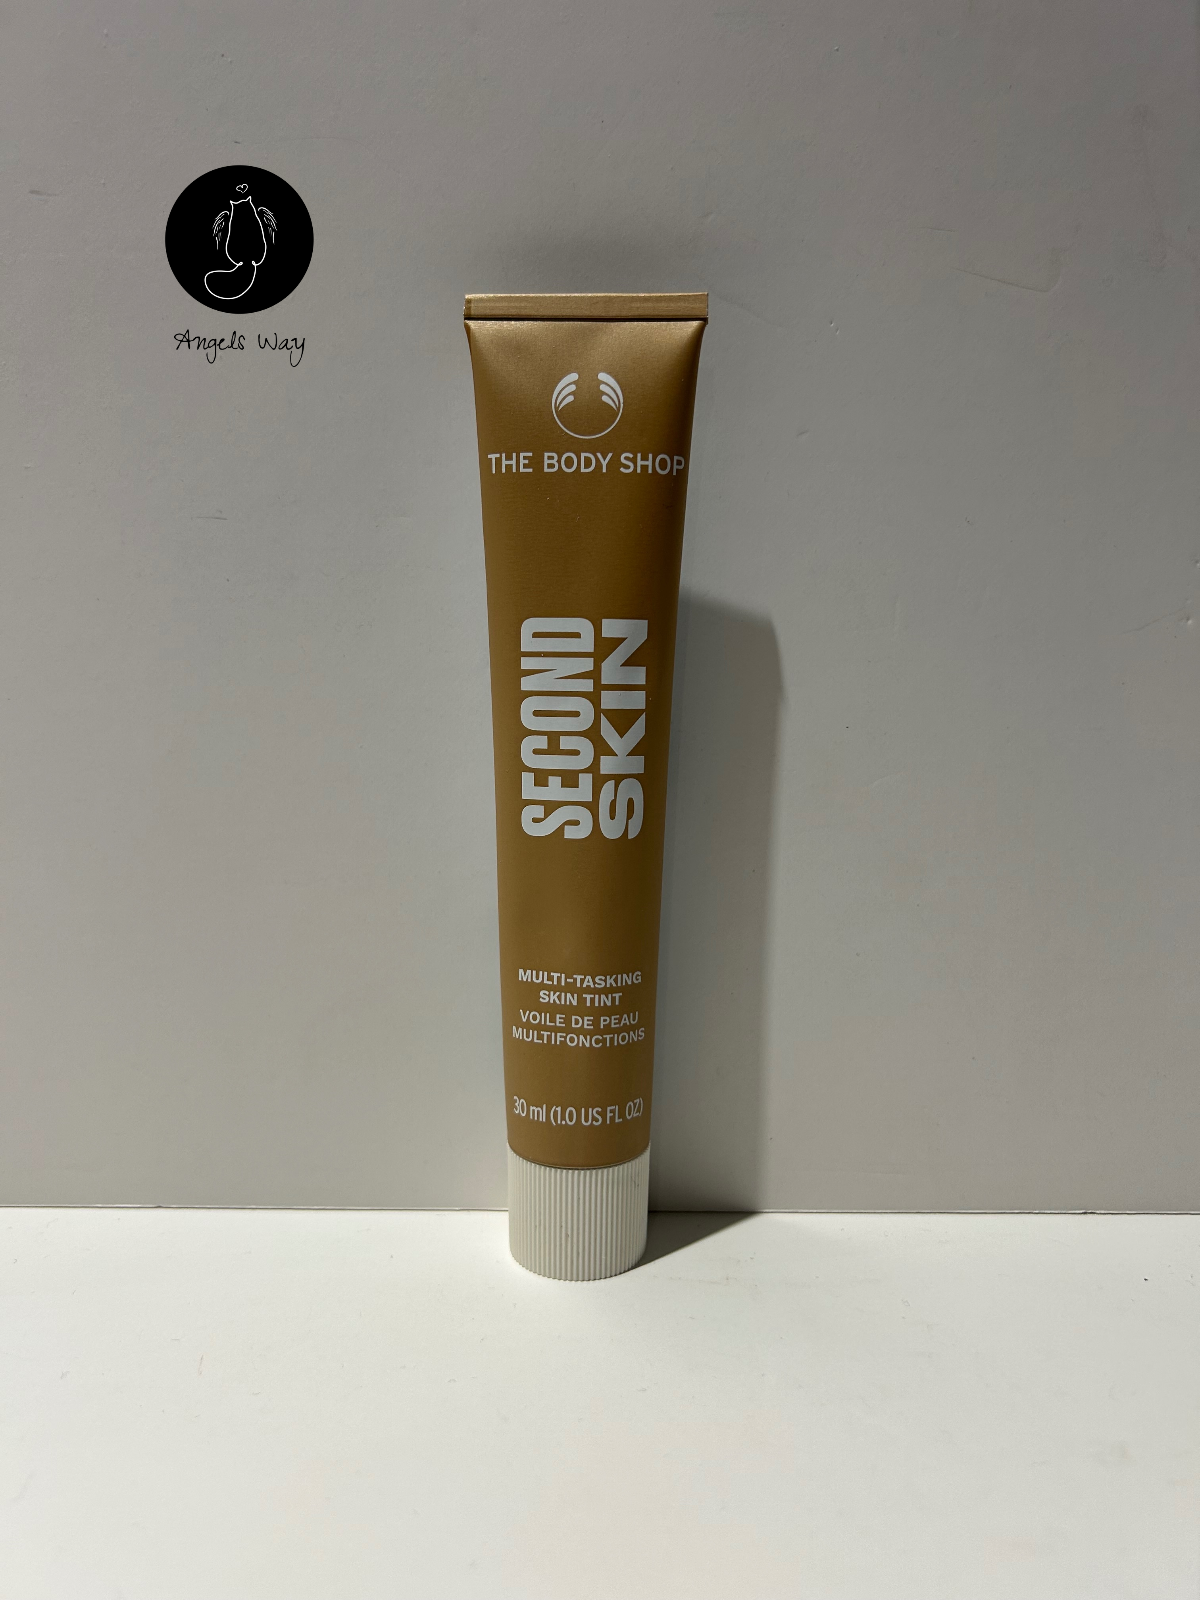 Angels Way
THE BODY SHOP
SECOND
SKIN
MULTI-TASKING
SKIN TINT
VOILE DE PEAU
MULTIFONCTIONS
30 ml (1.0 US FL OZ)